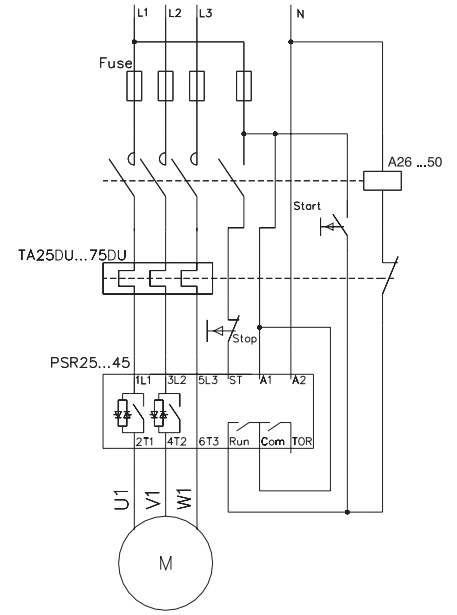 L1 L2 L3 N
Fuse
A26 ...50
Start
TA25DU...75DU
Stop
PSR25...45
1L1 3L2 5L3 ST A1 A2
2T1 4T2 6T3 Run Com TOR
U1 V1 W1
M